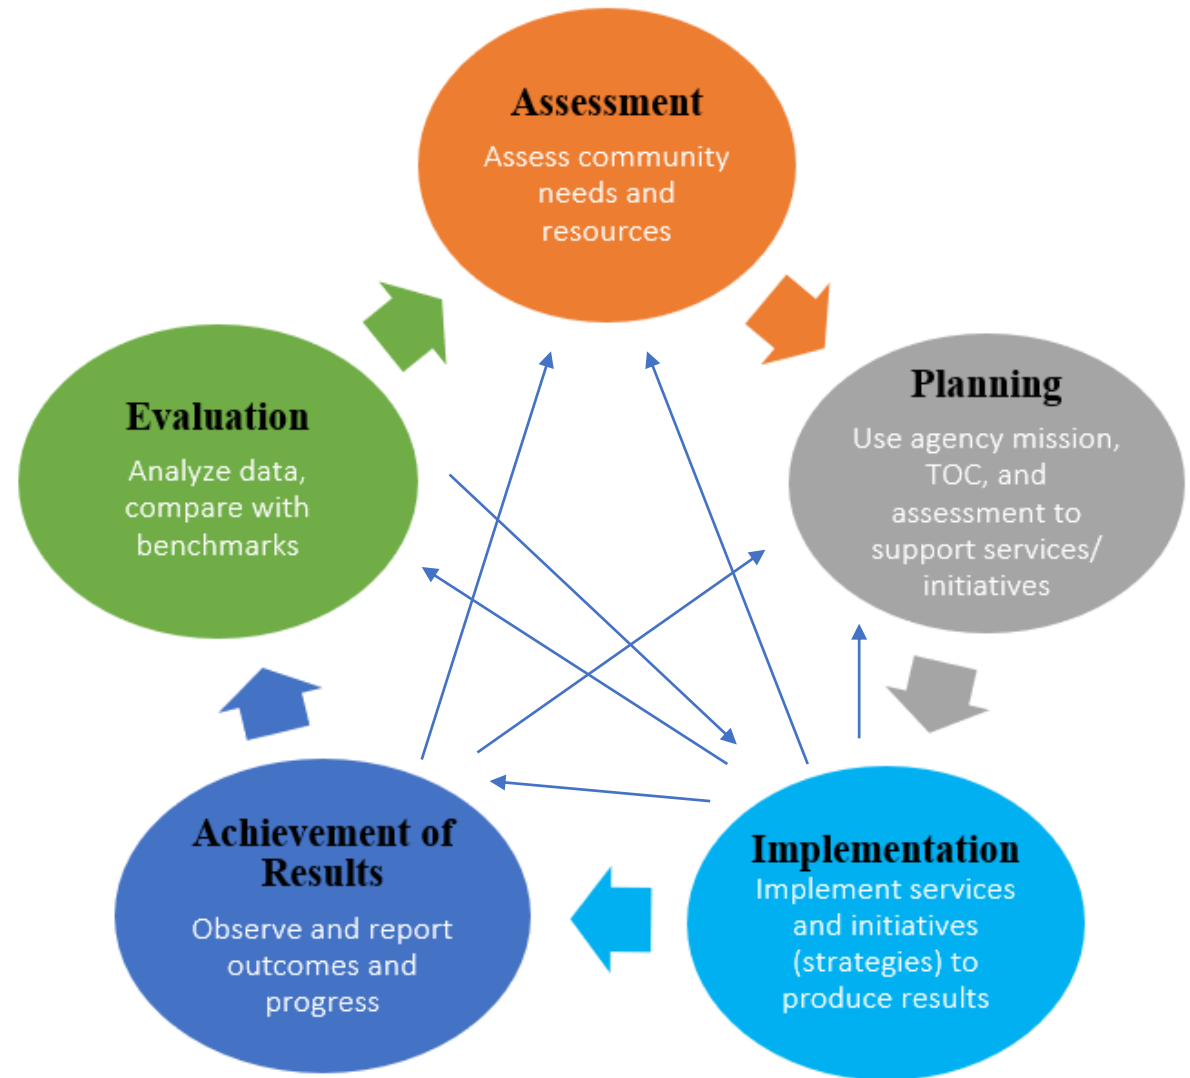 Assessment
Assess community
needs and
resources
Planning
Use agency mission,
TOC, and
assessment to
support services/
initiatives
Evaluation
Analyze data,
compare with
benchmarks
Achievement of
Results
Observe and report
outcomes and
progress
Implementation
Implement services
and initiatives
(strategies) to
produce results